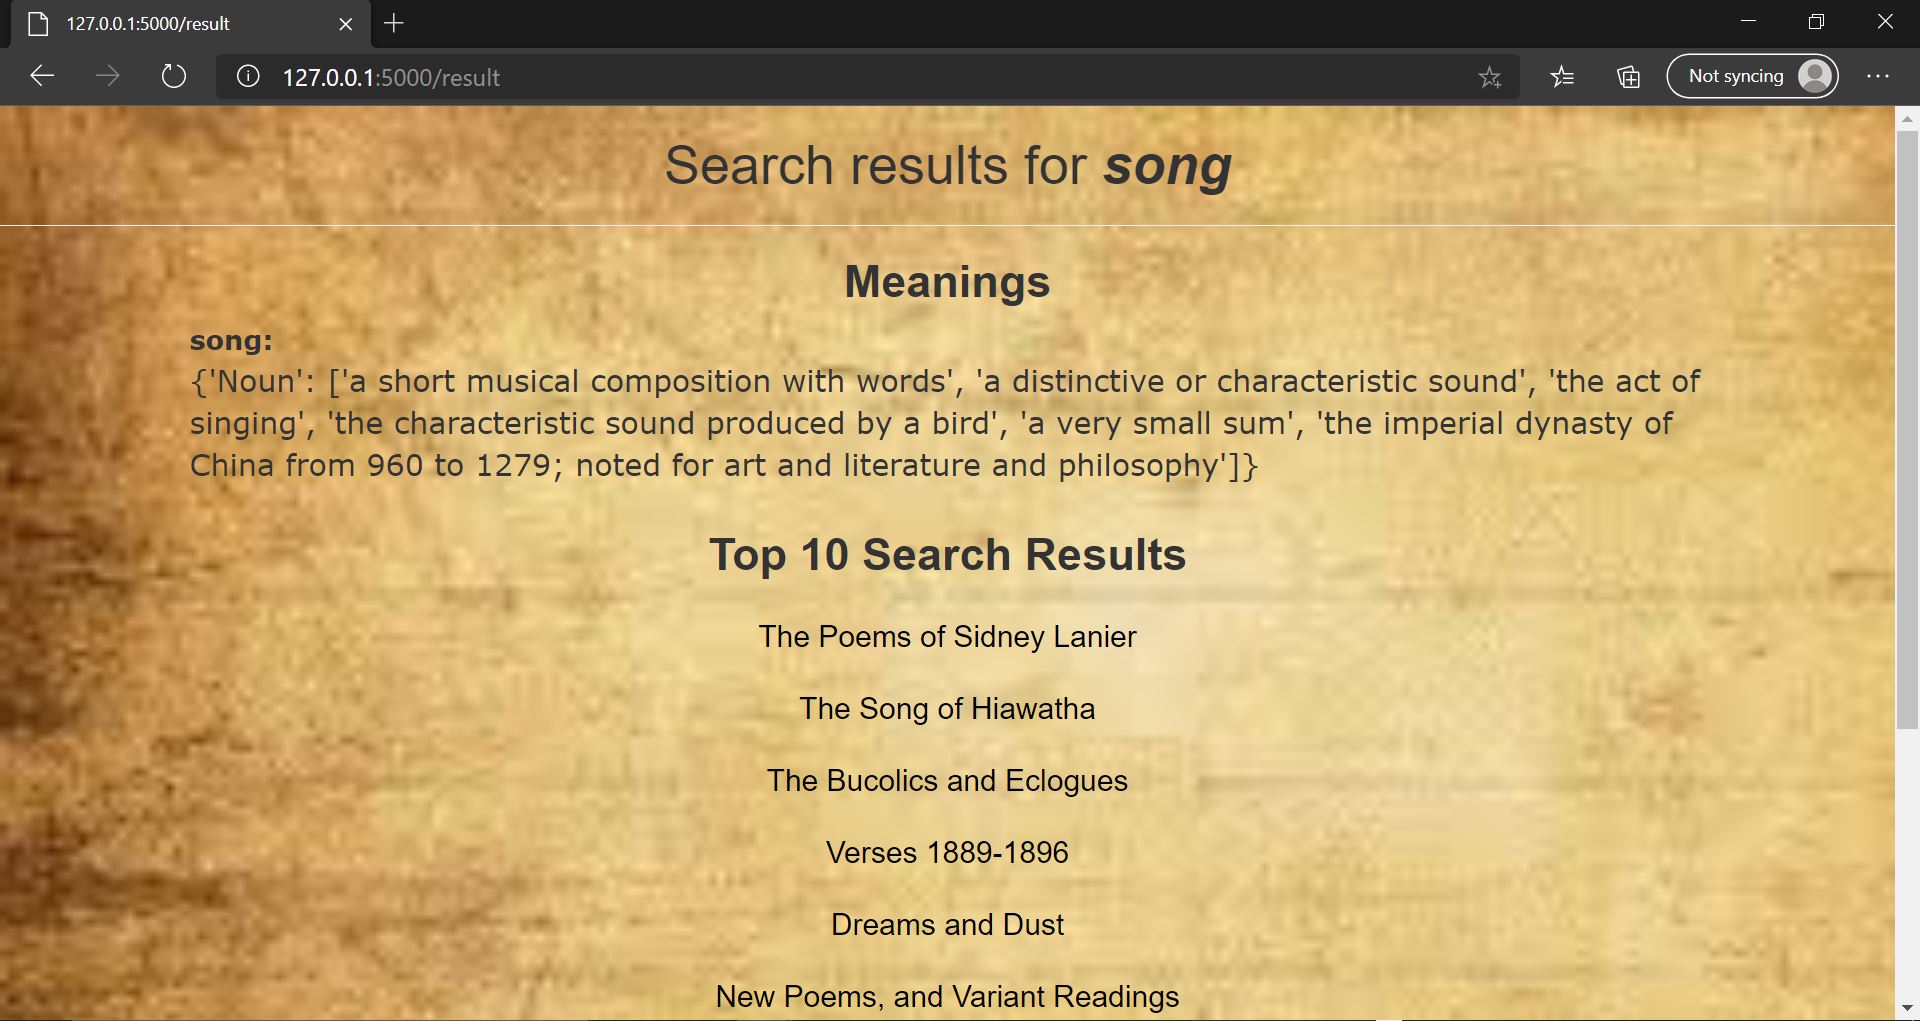 127.0.0.1:5000/result
127.0.0.1:5000/result
Not syncing
Search results for song
Meanings
song:
{'Noun': ['a short musical composition with words', 'a distinctive or characteristic sound', 'the act of
singing', 'the characteristic sound produced by a bird', 'a very small sum', 'the imperial dynasty of
China from 960 to 1279; noted for art and literature and philosophy']}
Top 10 Search Results
The Poems of Sidney Lanier
The Song of Hiawatha
The Bucolics and Eclogues
Verses 1889-1896
Dreams and Dust
New Poems, and Variant Readings